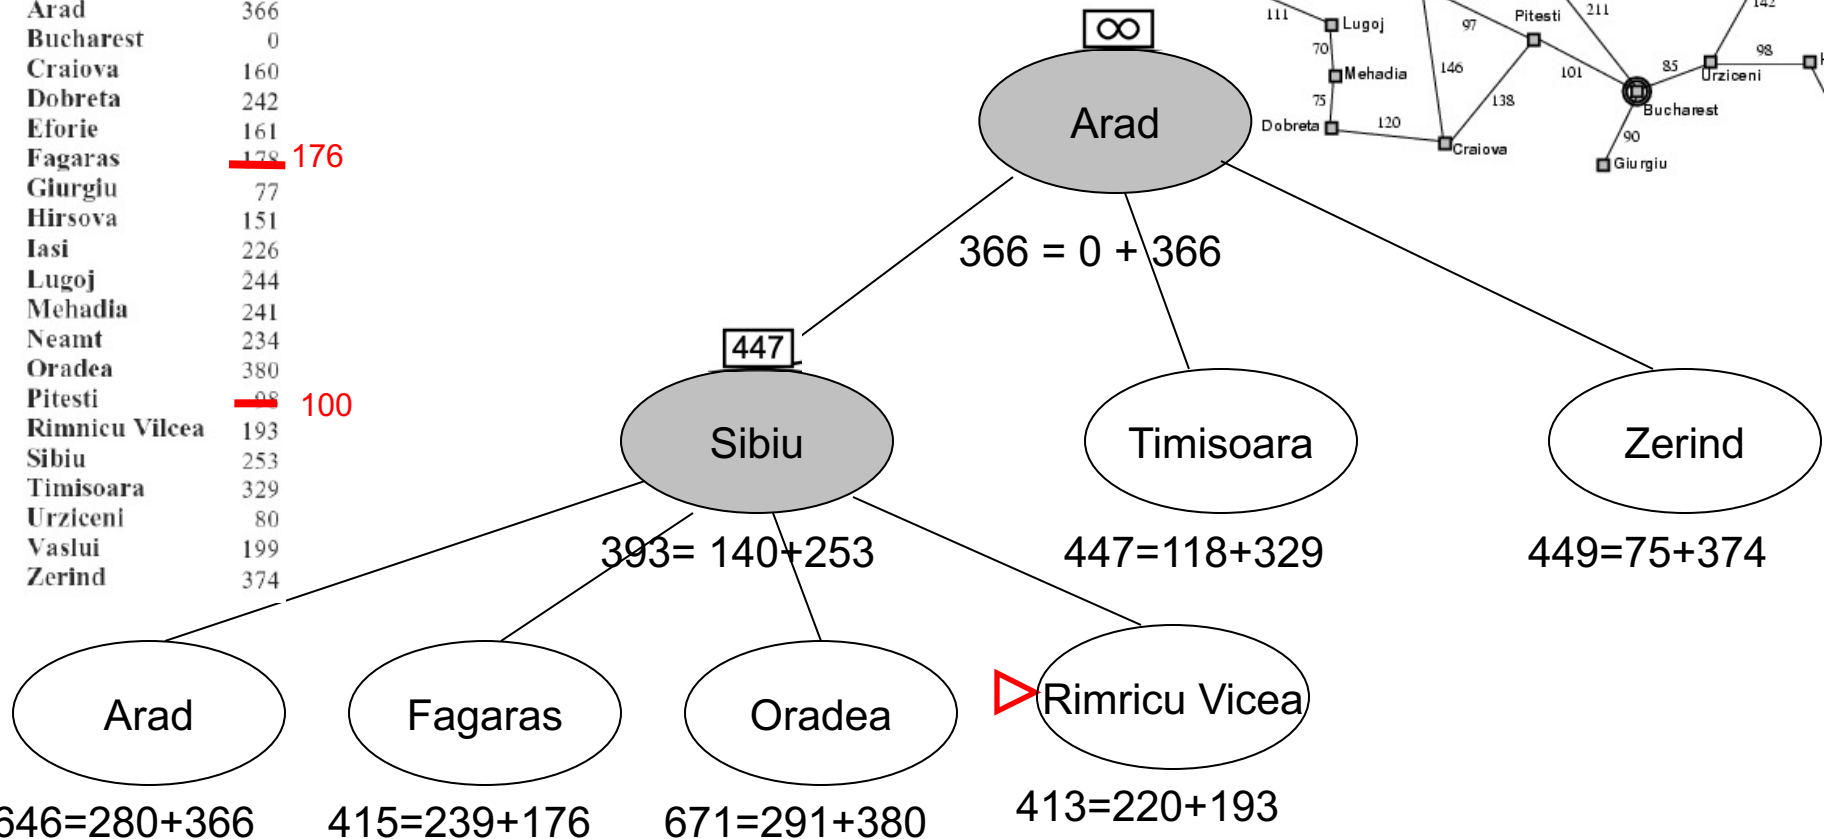 Arad 366
Bucharest 0
Craiova 160
Dobreta 242
Eforie 161
Fagaras 178 176
Giurgiu 77
Hirsova 151
Iasi 226
Lugoj 244
Mehadia 241
Neamt 234
Oradea 380
Pitesti 98 100
Rimnicu Vilcea 193
Sibiu 253
Timisoara 329
Urziceni 80
Vaslui 199
Zerind 374
∞
Arad
366 = 0 + 366
447
Sibiu
393= 140+253
Timisoara
447=118+329
Zerind
449=75+374
Arad
646=280+366
Fagaras
415=239+176
Oradea
671=291+380
Rimricu Vicea
413=220+193
111
Lugoj
70
Mehadia
75
Dobreta
120
Craiova
146
138
97
Pitesti
101
211
Bucharest
90
Giurgiu
85
Urziceni
142
98